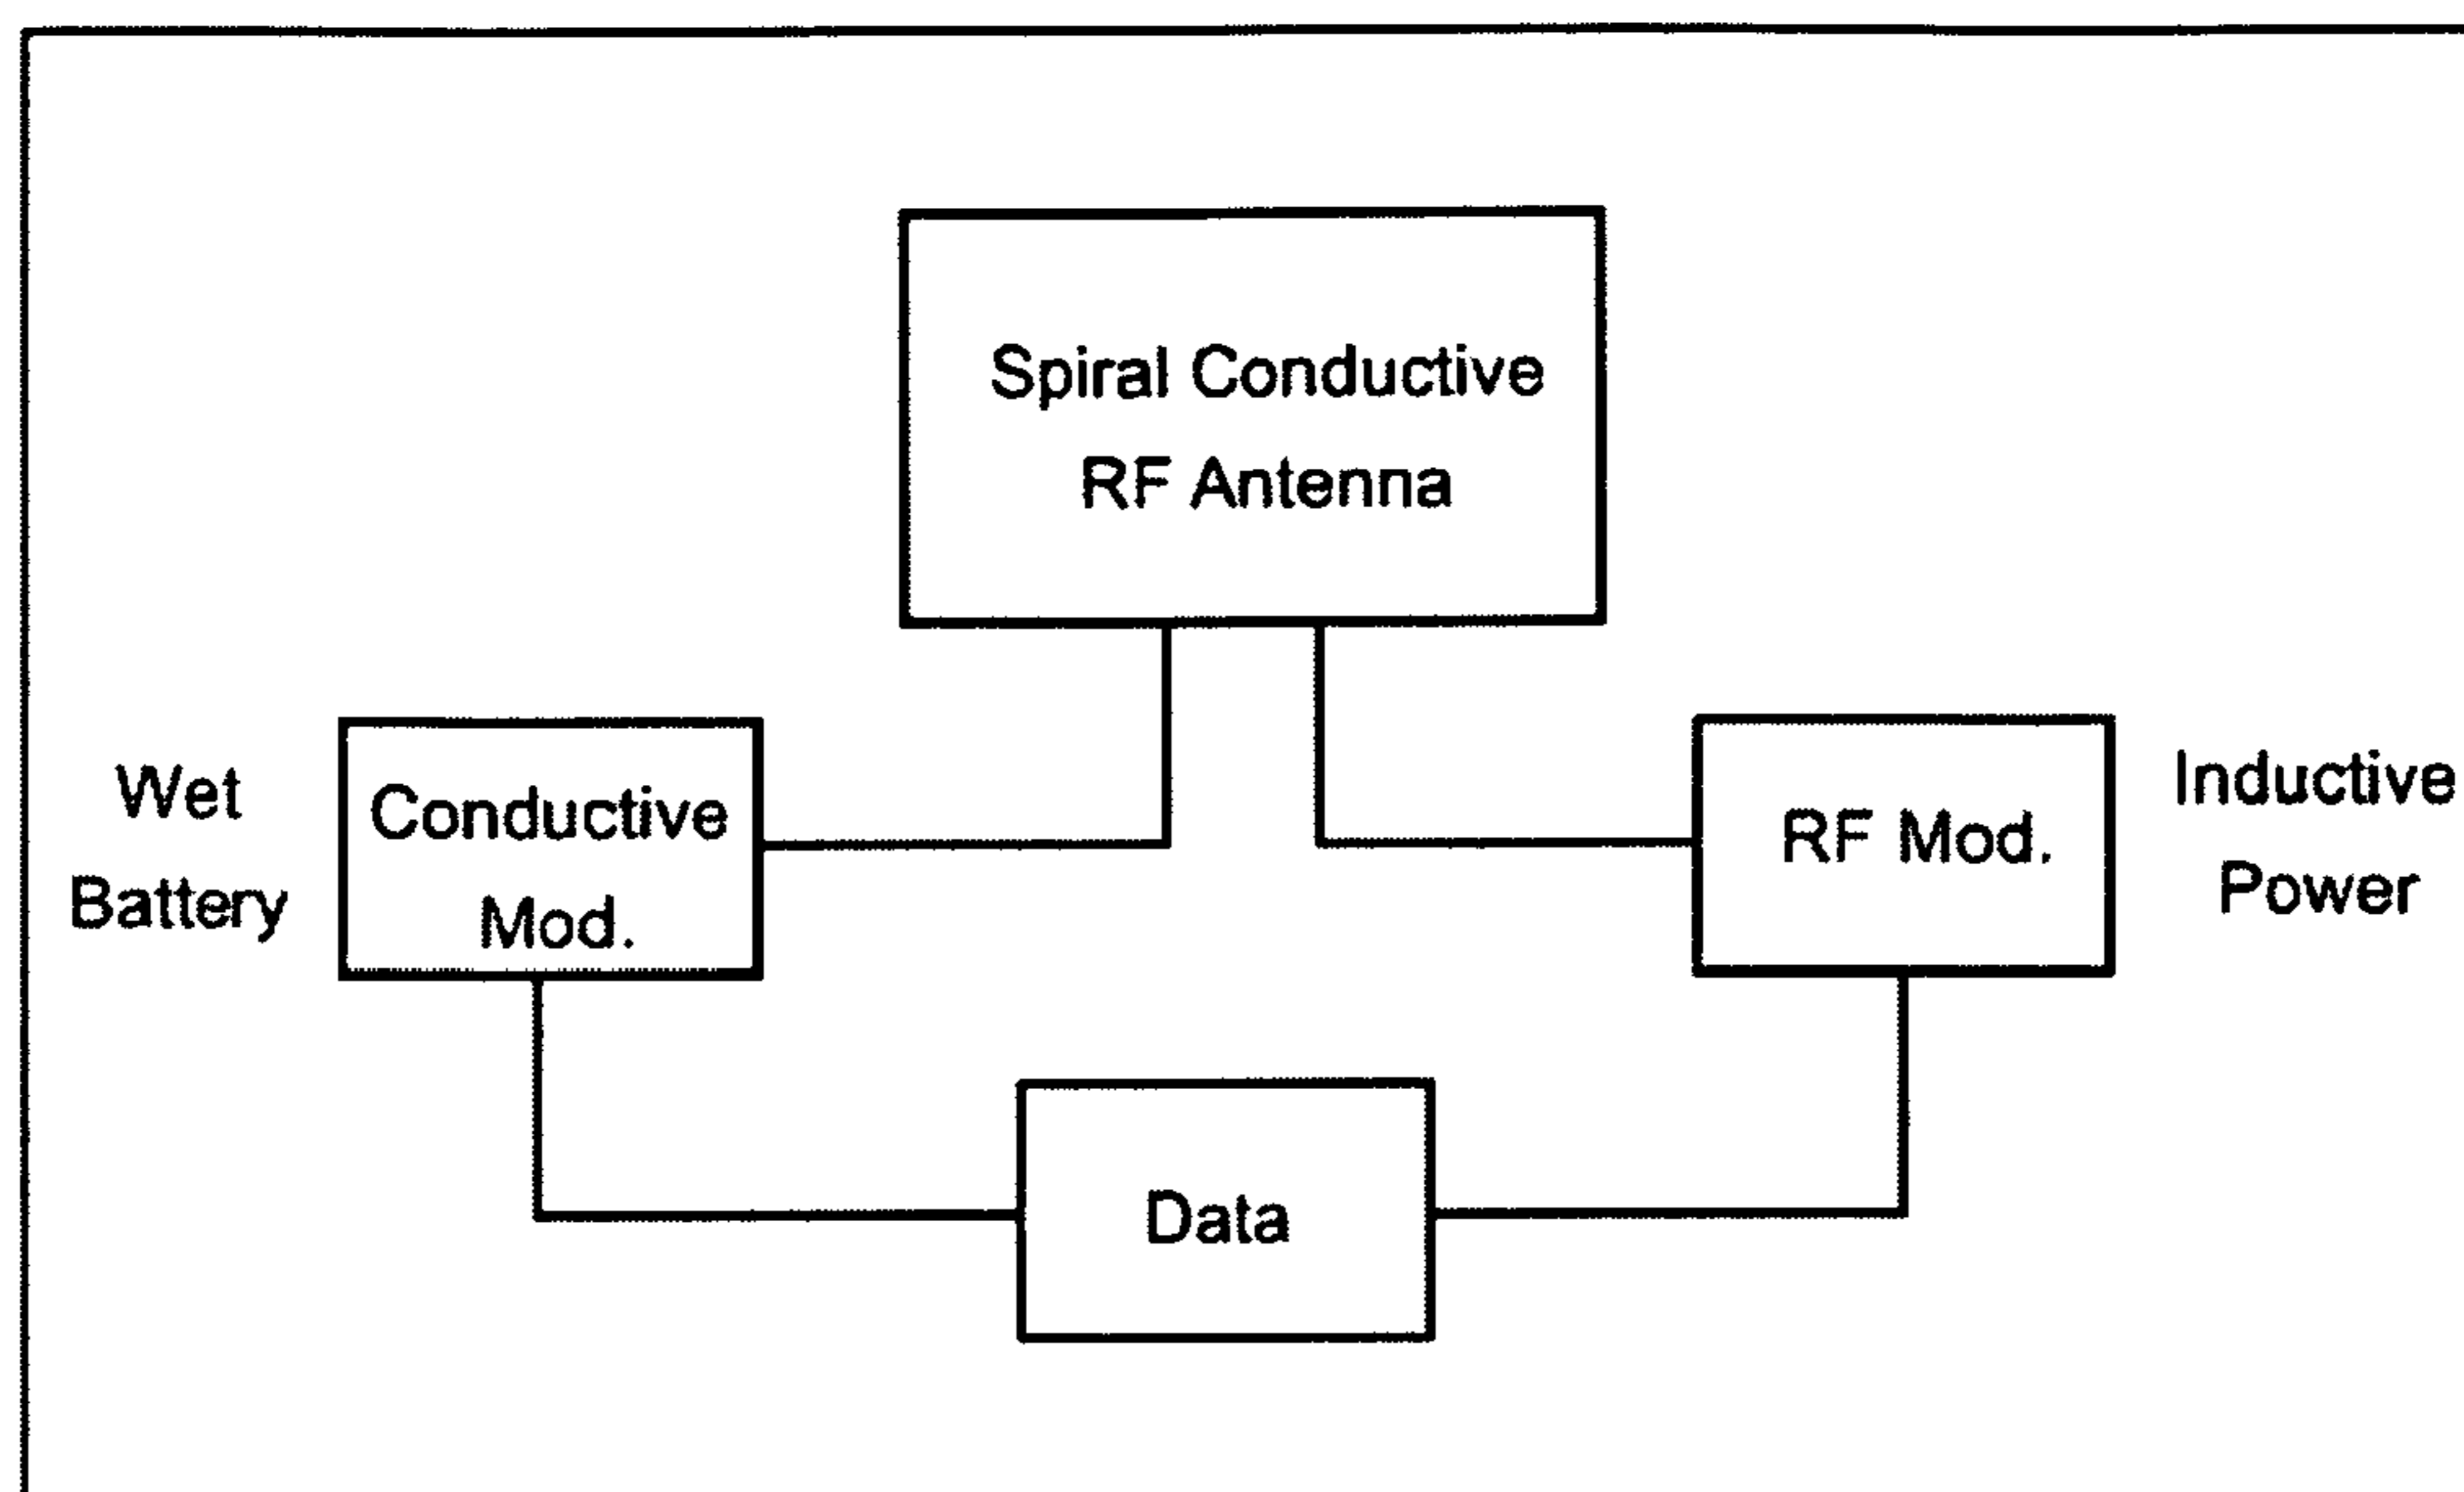 Spiral Conductive
RF Antenna
Wet
Battery
Conductive
Mod.
RF Mod.
Inductive
Power
Data